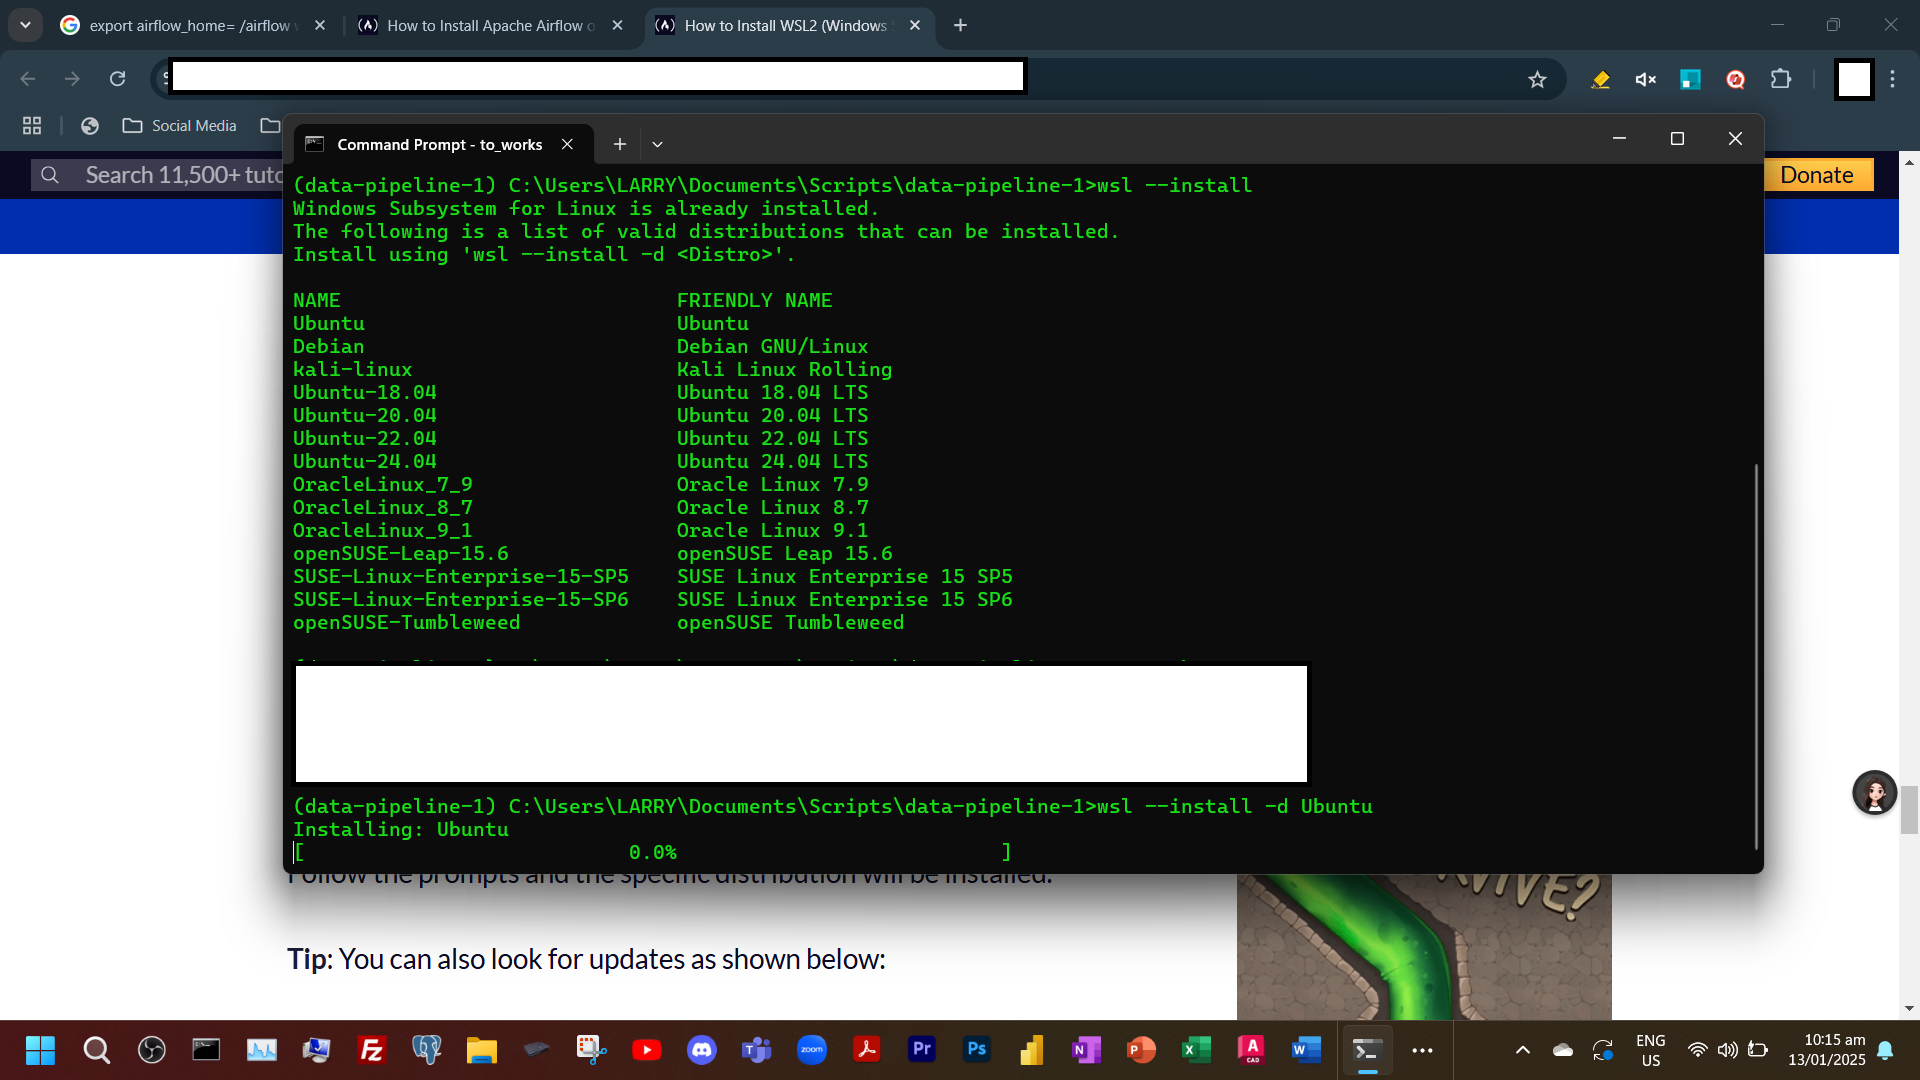 export airflow_home= /airflow
How to Install Apache Airflow o
How to Install WSL2 (Windows
Social Media
Command Prompt - to_works
Search 11,500+ tuto
Donate
(data-pipeline-1) C:\Users\LARRY\Documents\Scripts\data-pipeline-1>wsl --install
Windows Subsystem for Linux is already installed.
The following is a list of valid distributions that can be installed.
Install using 'wsl --install -d <Distro>'.
NAME FRIENDLY NAME
Ubuntu Ubuntu
Debian Debian GNU/Linux
kali-linux Kali Linux Rolling
Ubuntu-18.04 Ubuntu 18.04 LTS
Ubuntu-20.04 Ubuntu 20.04 LTS
Ubuntu-22.04 Ubuntu 22.04 LTS
Ubuntu-24.04 Ubuntu 24.04 LTS
OracleLinux_7_9 Oracle Linux 7.9
OracleLinux_8_7 Oracle Linux 8.7
OracleLinux_9_1 Oracle Linux 9.1
openSUSE-Leap-15.6 openSUSE Leap 15.6
SUSE-Linux-Enterprise-15-SP5 SUSE Linux Enterprise 15 SP5
SUSE-Linux-Enterprise-15-SP6 SUSE Linux Enterprise 15 SP6
openSUSE-Tumbleweed openSUSE Tumbleweed
(data-pipeline-1) C:\Users\LARRY\Documents\Scripts\data-pipeline-1>wsl --install -d Ubuntu
Installing: Ubuntu
[ 0.0% ]
Follow the prompts and the specific distribution will be installed.
Tip: You can also look for updates as shown below:
ENG
US
10:15 am
13/01/2025